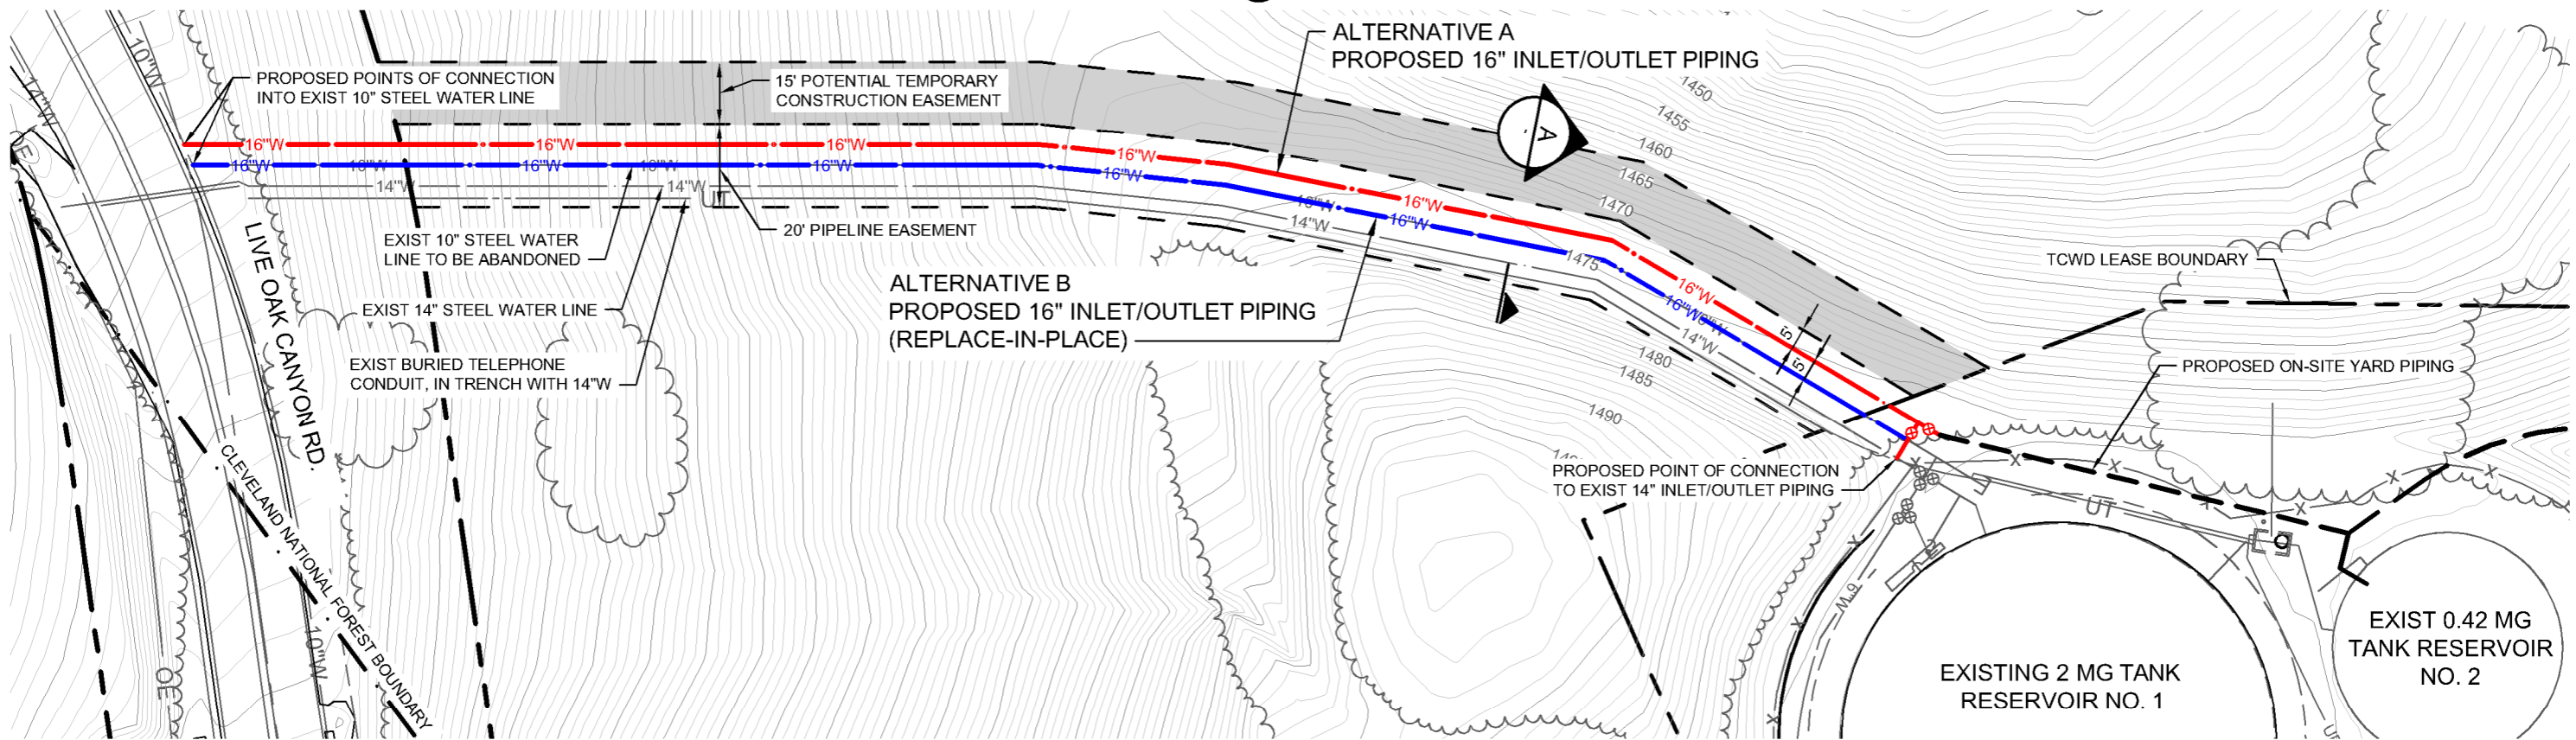 10"W
14"W
OE
PROPOSED POINTS OF CONNECTION
INTO EXIST 10" STEEL WATER LINE
15' POTENTIAL TEMPORARY
CONSTRUCTION EASEMENT
ALTERNATIVE A
PROPOSED 16" INLET/OUTLET PIPING
A
1450
1455
1460
1465
1470
1475
1480
1485
1490
16"W
16"W
16"W
16"W
16"W
16"W
16"W
16"W
16"W
16"W
16"W
16"W
10"W
10"W
14"W
14"W
14"W
14"W
UT
20' PIPELINE EASEMENT
EXIST 10" STEEL WATER
LINE TO BE ABANDONED
EXIST 14" STEEL WATER LINE
EXIST BURIED TELEPHONE
CONDUIT, IN TRENCH WITH 14"W
ALTERNATIVE B
PROPOSED 16" INLET/OUTLET PIPING
(REPLACE-IN-PLACE)
5'
5'
TCWD LEASE BOUNDARY
PROPOSED ON-SITE YARD PIPING
PROPOSED POINT OF CONNECTION
TO EXIST 14" INLET/OUTLET PIPING
LIVE OAK CANYON RD.
CLEVELAND NATIONAL FOREST BOUNDARY
10"W
OE
UT
6"W
EXISTING 2 MG TANK
RESERVOIR NO. 1
EXIST 0.42 MG
TANK RESERVOIR
NO. 2